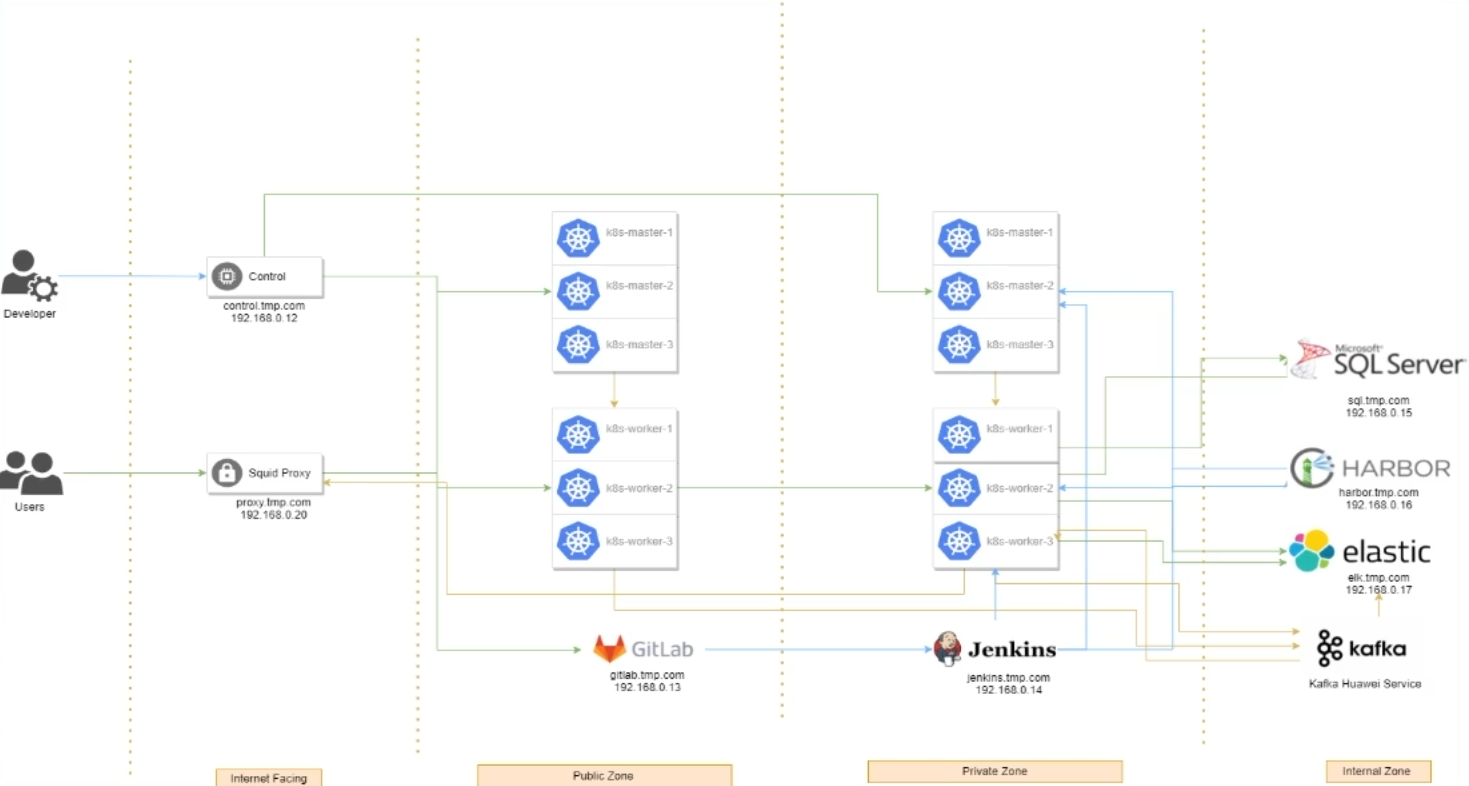 k8s-master-1
k8s-master-2
k8s-master-3
k8s-master-1
k8s-master-2
k8s-master-3
Developer
Control
control.tmp.com
192.168.0.12
Microsoft®
SQL Server
sql.tmp.com
192.168.0.15
k8s-worker-1
k8s-worker-2
k8s-worker-3
k8s-worker-1
k8s-worker-2
k8s-worker-3
Users
Squid Proxy
proxy.tmp.com
192.168.0.20
HARBOR
harbor.tmp.com
192.168.0.16
elastic
elk.tmp.com
192.168.0.17
GitLab
gitlab.tmp.com
192.168.0.13
Jenkins
jenkins.tmp.com
192.168.0.14
kafka
Kafka Huawei Service
Internet Facing
Public Zone
Private Zone
Internal Zone